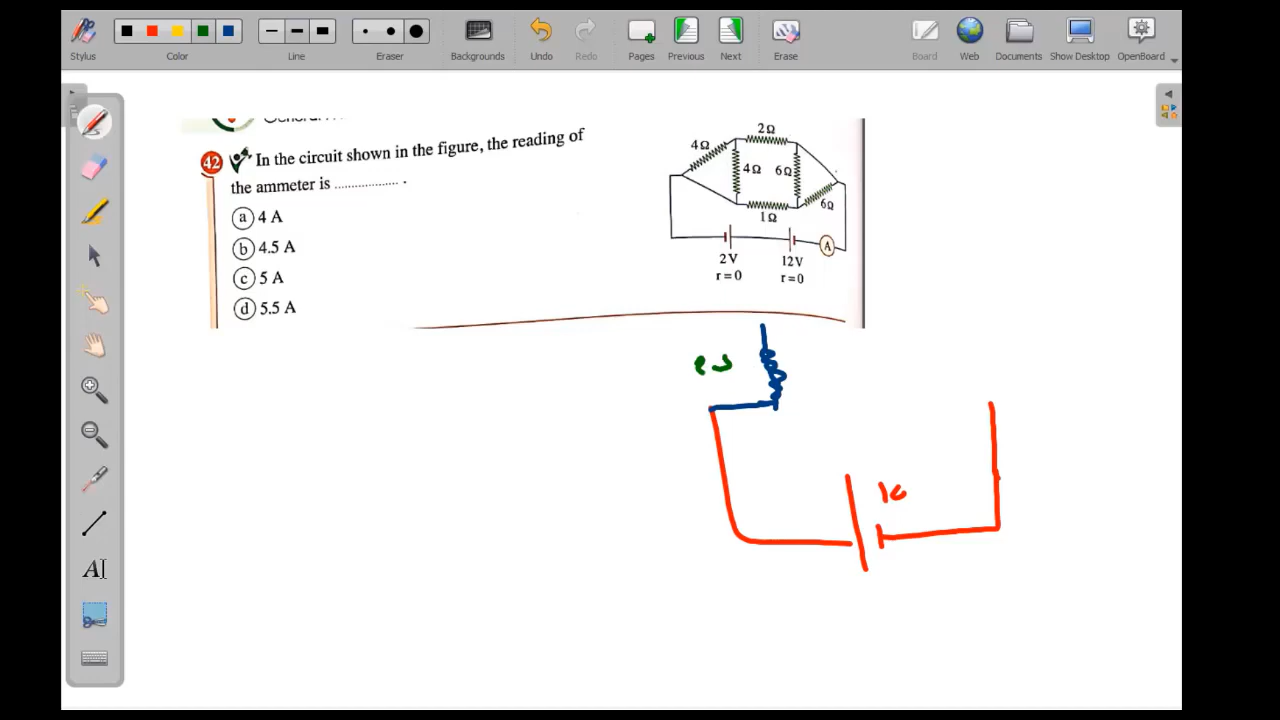 Stylus
Color
Line
Eraser
Backgrounds
Undo
Redo
Pages
Previous
Next
Erase
Board
Web
Documents
Show Desktop
OpenBoard
42 In the circuit shown in the figure, the reading of
the ammeter is .................. .
a 4 A
b 4.5 A
c 5 A
d 5.5 A
2Ω
4Ω
4Ω 6Ω
6Ω
1Ω
A
2V 12V
r=0 r=0
A